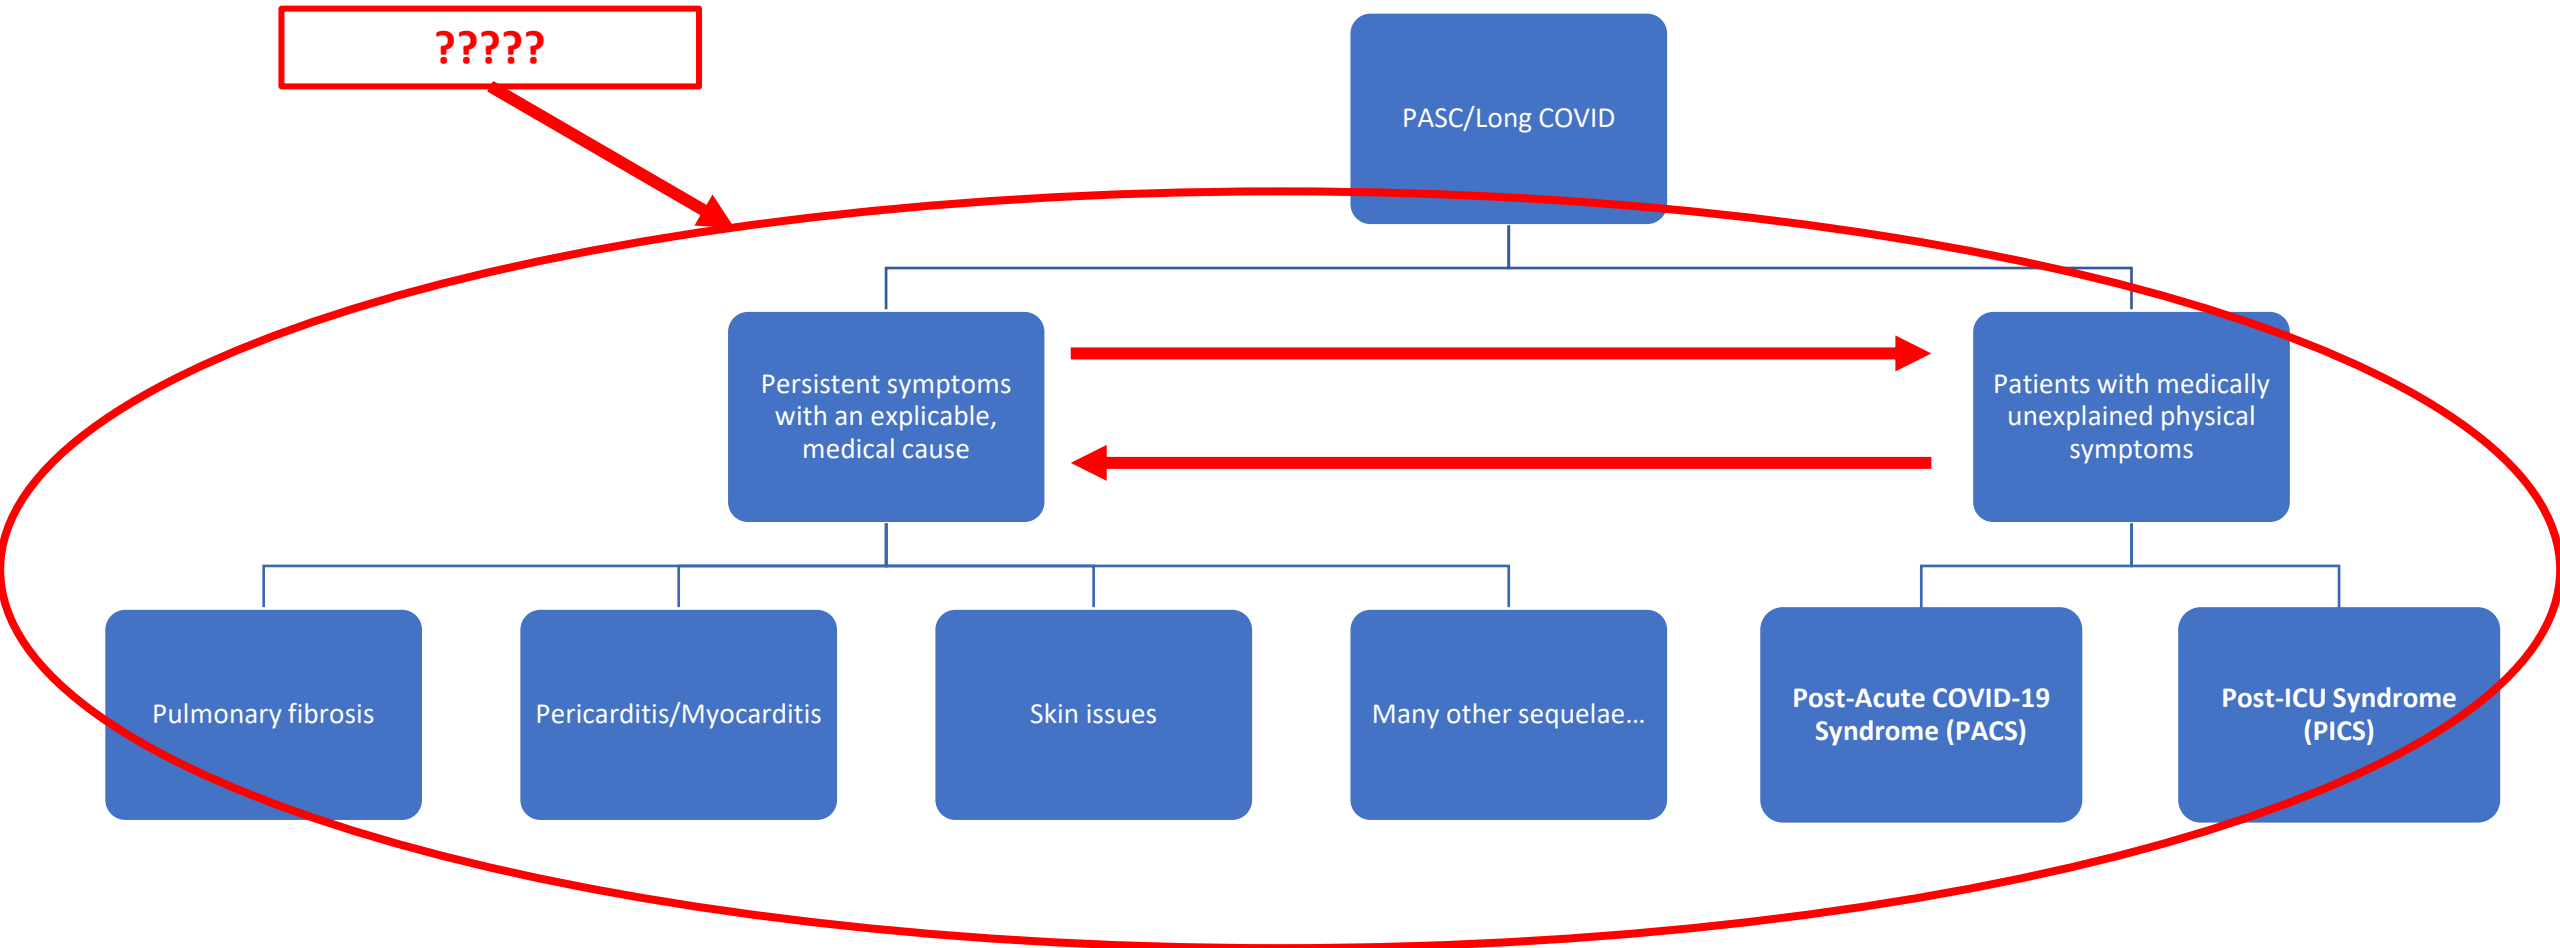 ?????
PASC/Long COVID
Persistent symptoms
with an explicable,
medical cause
Patients with medically
unexplained physical
symptoms
Pulmonary fibrosis
Pericarditis/Myocarditis
Skin issues
Many other sequelae…
Post-Acute COVID-19
Syndrome (PACS)
Post-ICU Syndrome
(PICS)